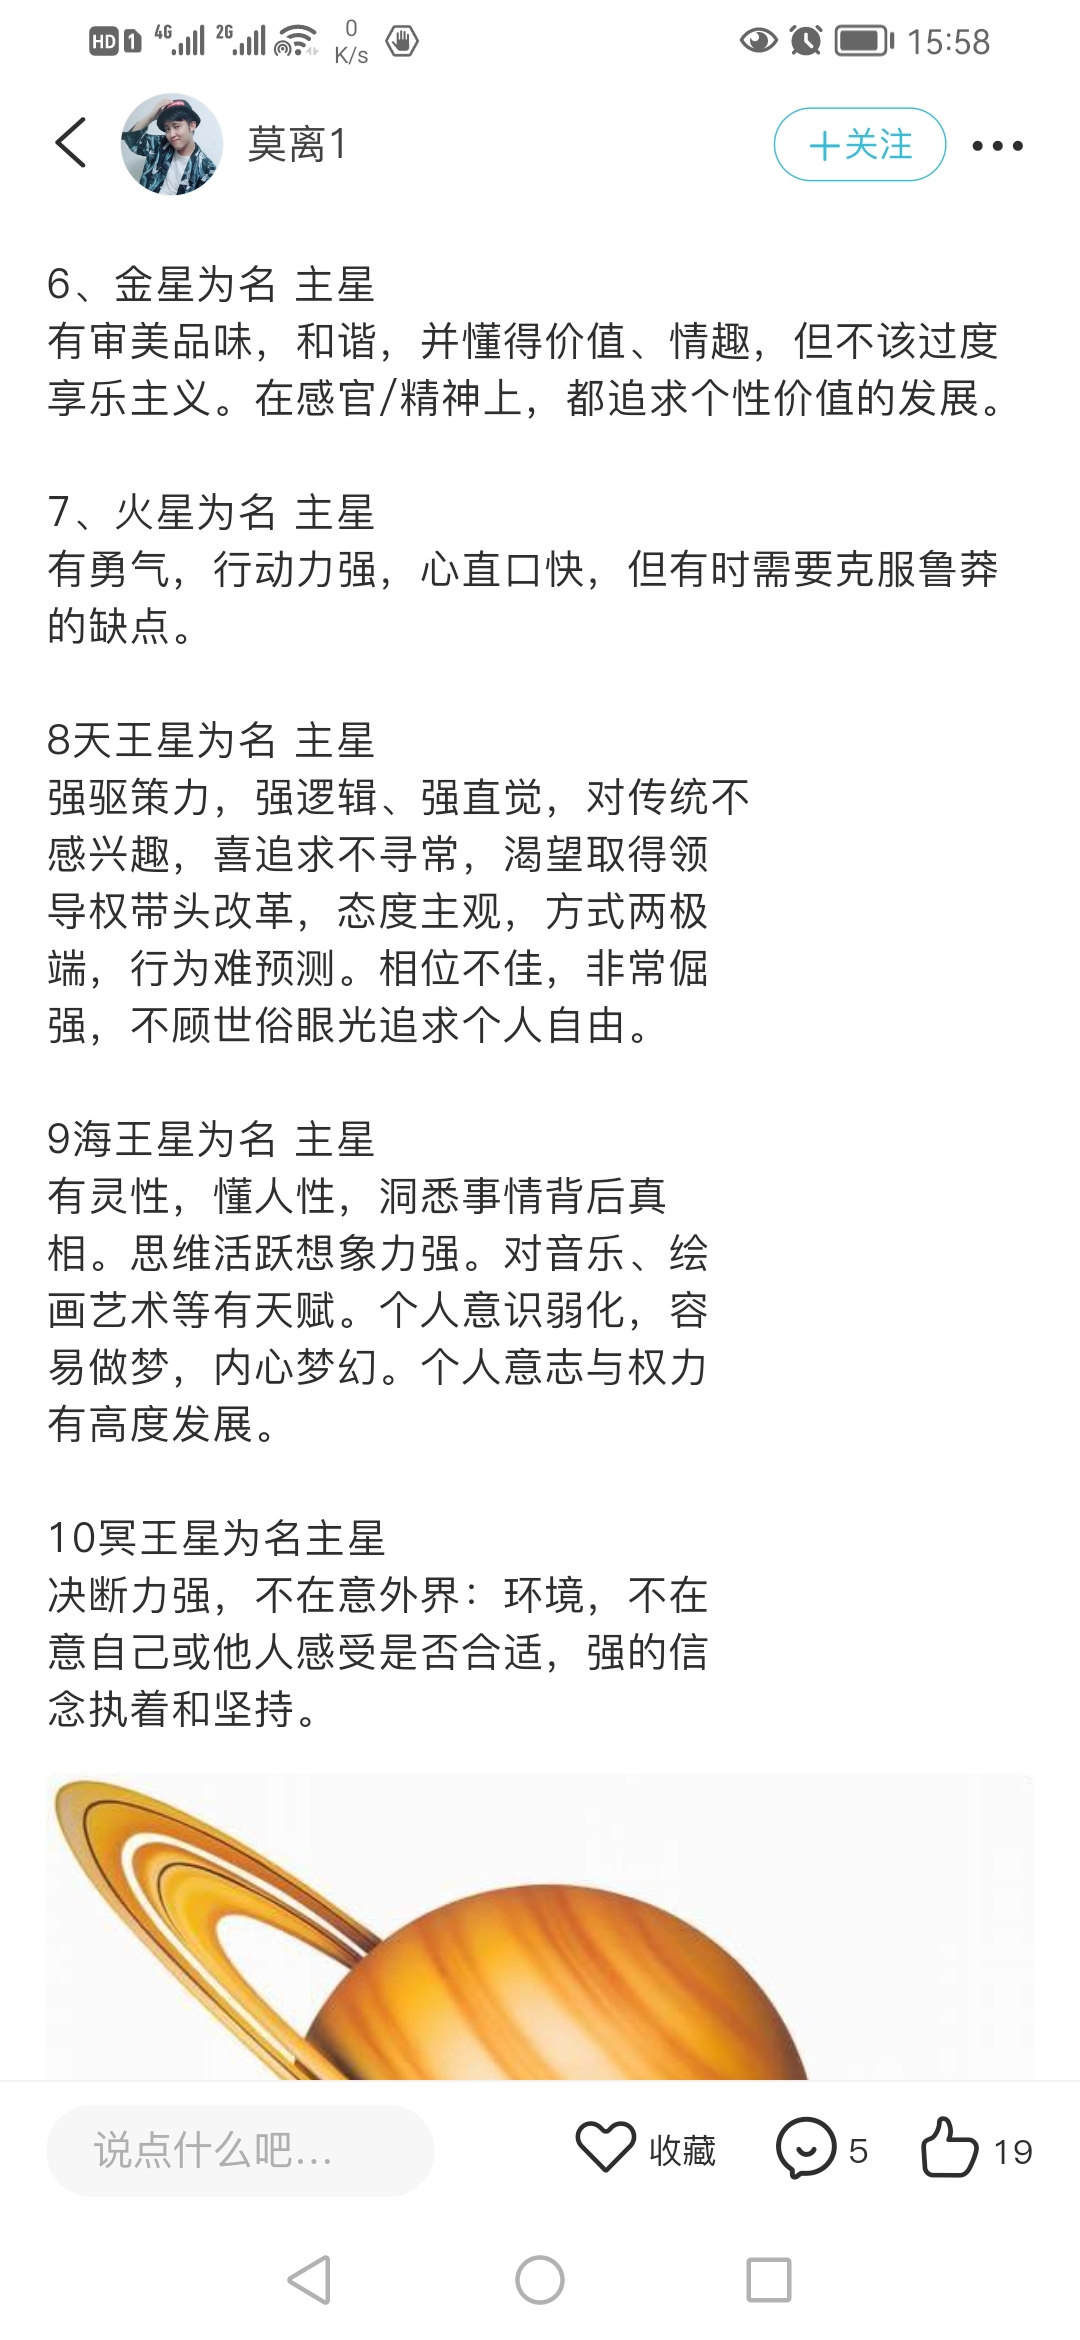 HD 1 4G 2G 0 K/s 15:58
莫离1
+关注
6、金星为名 主星
有审美品味，和谐，并懂得价值、情趣，但不该过度
享乐主义。在感官/精神上，都追求个性价值的发展。
7、火星为名 主星
有勇气，行动力强，心直口快，但有时需要克服鲁莽
的缺点。
8天王星为名 主星
强驱策力，强逻辑、强直觉，对传统不
感兴趣，喜追求不寻常，渴望取得领
导权带头改革，态度主观，方式两极
端，行为难预测。相位不佳，非常倔
强，不顾世俗眼光追求个人自由。
9海王星为名 主星
有灵性，懂人性，洞悉事情背后真
相。思维活跃想象力强。对音乐、绘
画艺术等有天赋。个人意识弱化，容
易做梦，内心梦幻。个人意志与权力
有高度发展。
10冥王星为名主星
决断力强，不在意外界：环境，不在
意自己或他人感受是否合适，强的信
念执着和坚持。
说点什么吧...
收藏
5
19